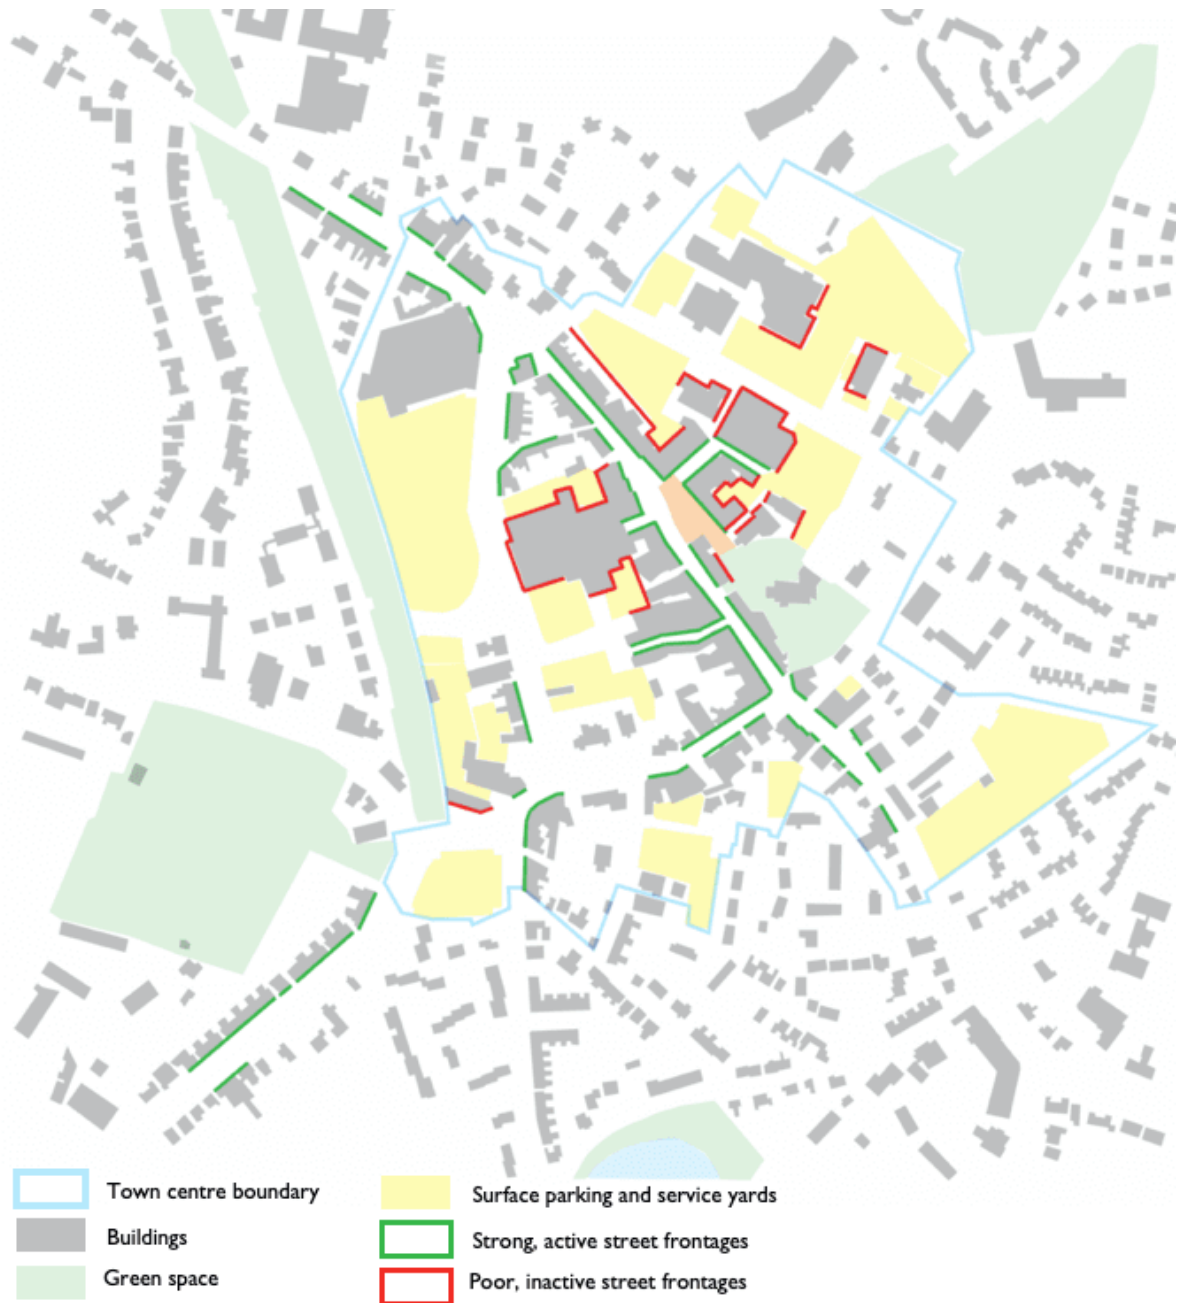 Town centre boundary
Buildings
Green space
Surface parking and service yards
Strong, active street frontages
Poor, inactive street frontages